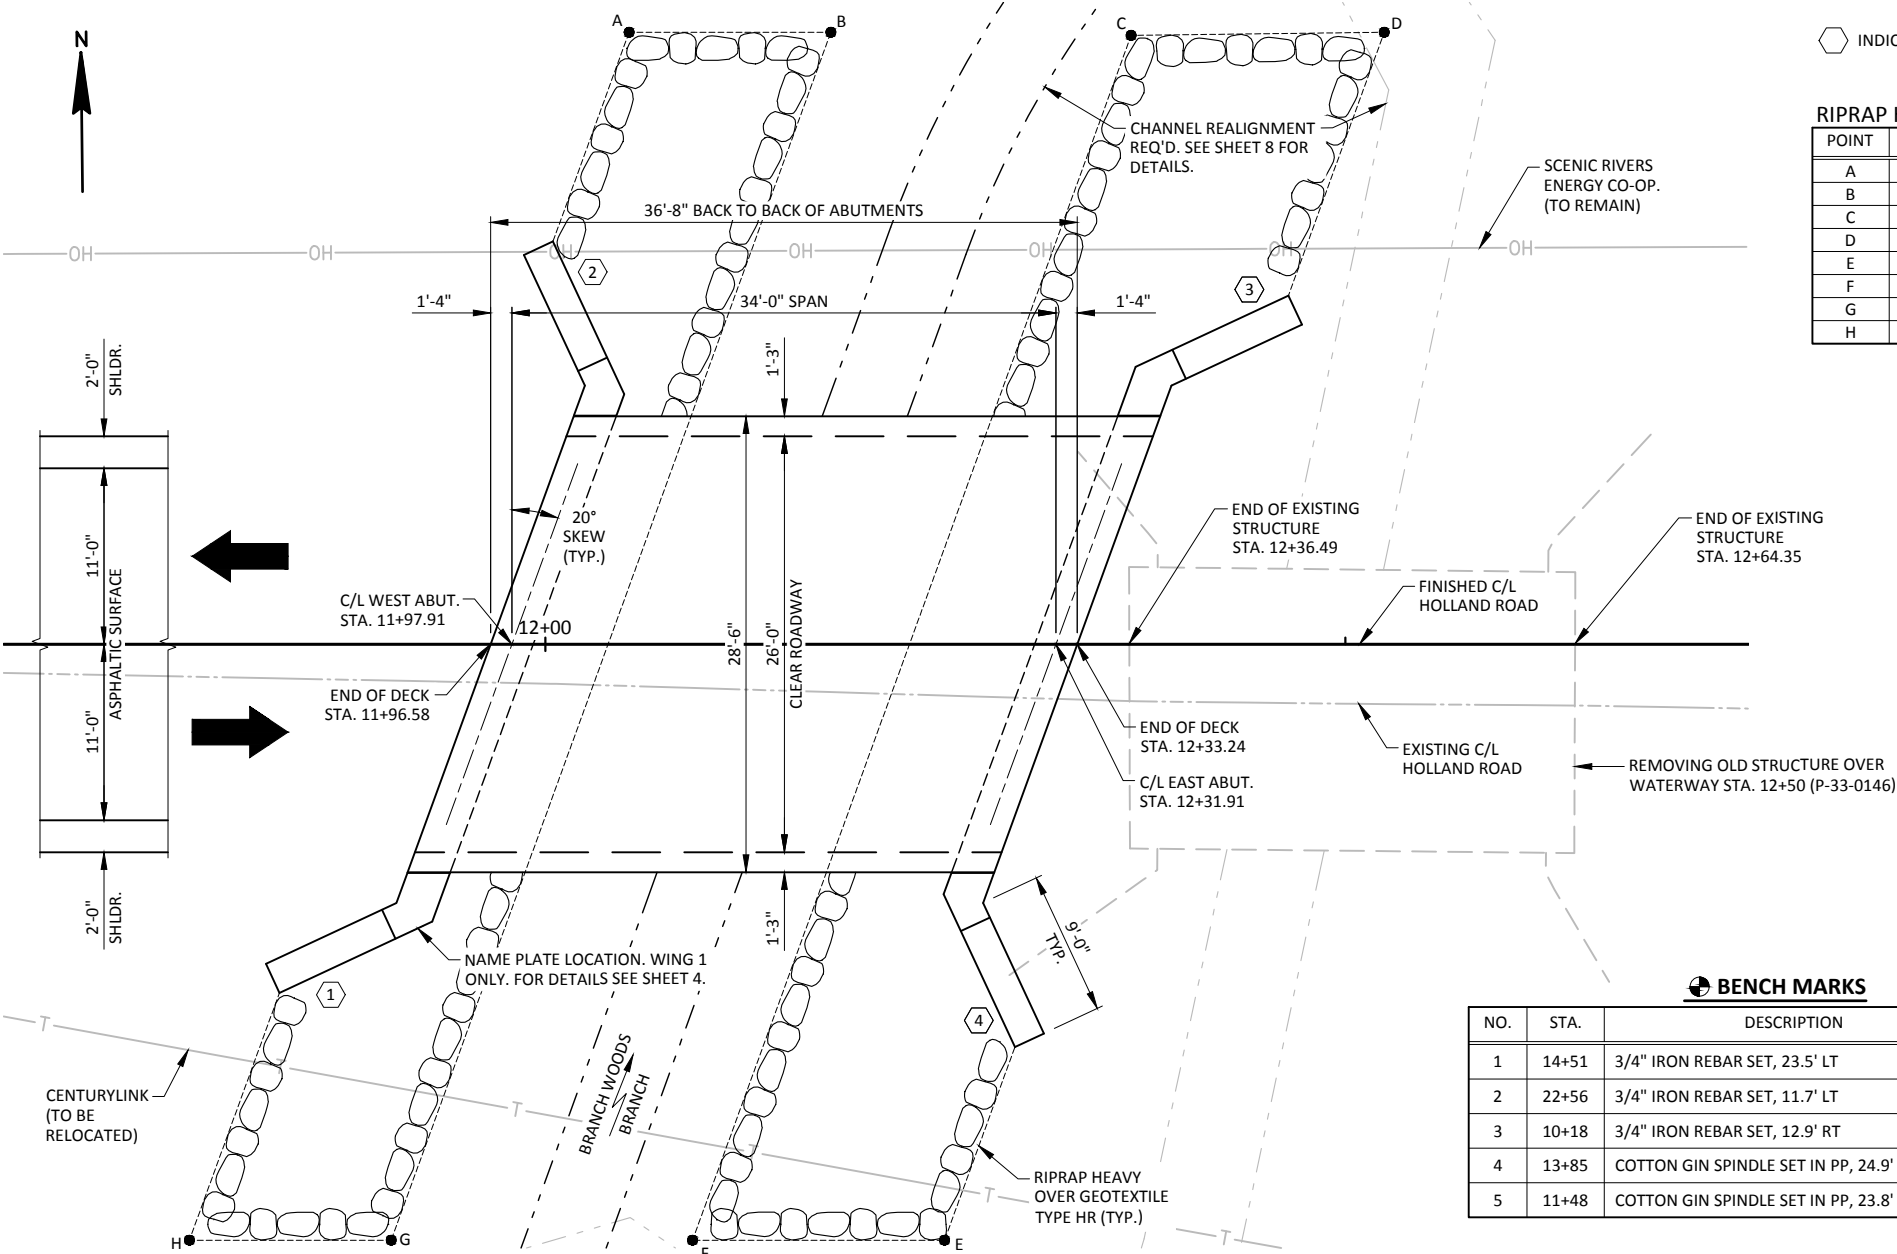 N
A
B
C
D
INDIC
RIPRAP
POINT
A
B
C
D
E
F
G
H
CHANNEL REALIGNMENT
REQ'D. SEE SHEET 8 FOR
DETAILS.
SCENIC RIVERS
ENERGY CO-OP.
(TO REMAIN)
36'-8" BACK TO BACK OF ABUTMENTS
OH
OH
OH
OH
OH
OH
OH
2
3
1'-4"
34'-0" SPAN
1'-4"
2'-0"
SHLDR.
1'-3"
11'-0"
ASPHALTIC SURFACE
11'-0"
2'-0"
SHLDR.
20°
SKEW
(TYP.)
END OF EXISTING
STRUCTURE
STA. 12+36.49
END OF EXISTING
STRUCTURE
STA. 12+64.35
C/L WEST ABUT.
STA. 11+97.91
12+00
28'-6"
26'-0"
CLEAR ROADWAY
FINISHED C/L
HOLLAND ROAD
END OF DECK
STA. 11+96.58
END OF DECK
STA. 12+33.24
C/L EAST ABUT.
STA. 12+31.91
EXISTING C/L
HOLLAND ROAD
REMOVING OLD STRUCTURE OVER
WATERWAY STA. 12+50 (P-33-0146)
1'-3"
9'-0"
TYP.
NAME PLATE LOCATION. WING 1
ONLY. FOR DETAILS SEE SHEET 4.
1
4
T
T
T
T
T
T
T
CENTURYLINK
(TO BE
RELOCATED)
BRANCH WOODS
BRANCH
RIPRAP HEAVY
OVER GEOTEXTILE
TYPE HR (TYP.)
H
G
F
E
BENCH MARKS
NO. STA. DESCRIPTION
1 14+51 3/4" IRON REBAR SET, 23.5' LT
2 22+56 3/4" IRON REBAR SET, 11.7' LT
3 10+18 3/4" IRON REBAR SET, 12.9' RT
4 13+85 COTTON GIN SPINDLE SET IN PP, 24.9'
5 11+48 COTTON GIN SPINDLE SET IN PP, 23.8'